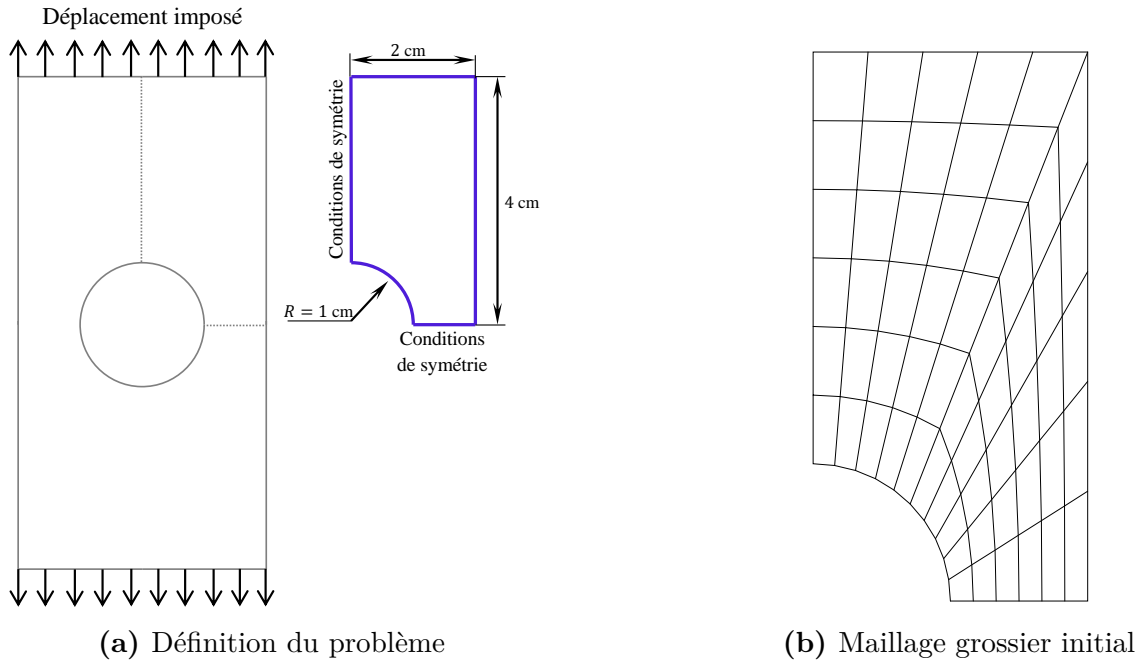 Déplacement imposé
2 cm
Conditions de symétrie
4 cm
R = 1 cm
Conditions
de symétrie
(a) Définition du problème
(b) Maillage grossier initial